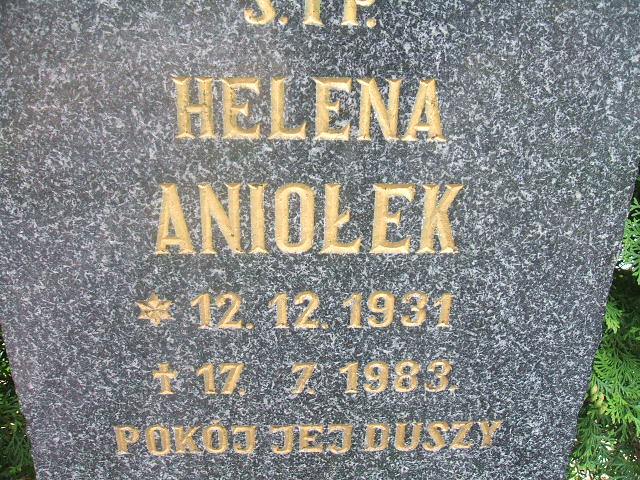 Ś. † P.
HELENA
ANIOŁEK
* 12. 12. 1931
† 17. 7. 1983.
POKÓJ JEJ DUSZY